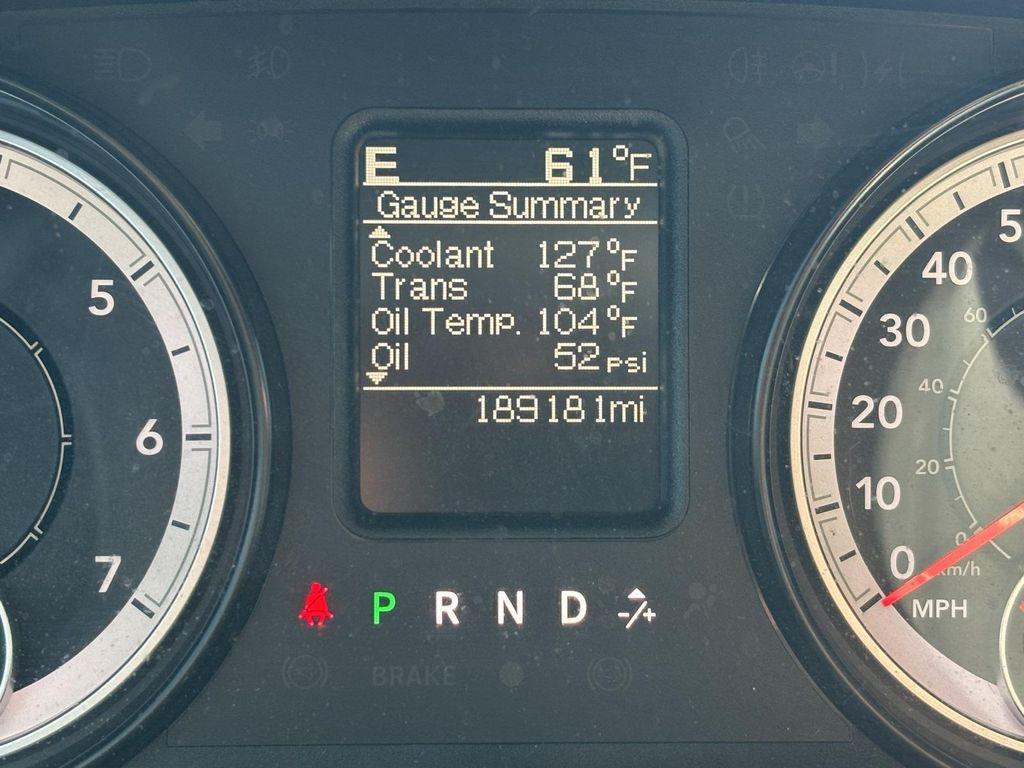 E 61°F
Gauge Summary
Coolant 127°F
Trans 68°F
Oil Temp. 104°F
Oil 52 psi
189181mi
5
6
7
50
40
30
20
10
0
MPH
60
40
20
0
km/h
P R N D -/+
BRAKE